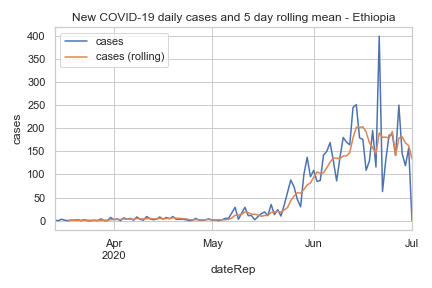 New COVID-19 daily cases and 5 day rolling mean - Ethiopia
cases
cases (rolling)
400
350
300
250
200
150
100
50
0
cases
Apr
2020
May
Jun
Jul
dateRep